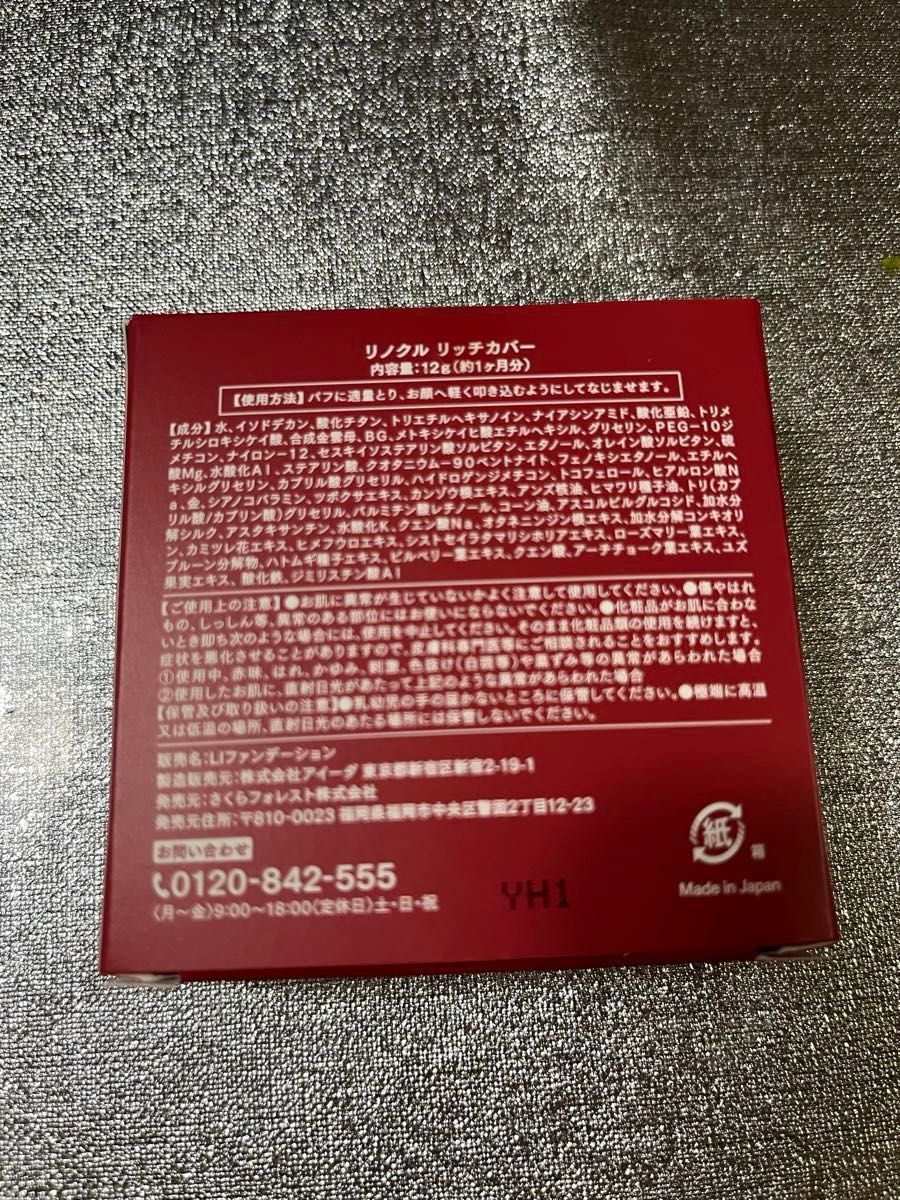 リノクル リッチカバー
内容量:12g(約1ヶ月分)
【使用方法】パフに適量とり、お顔へ軽く叩き込むようにしてなじませます。
【成分】水、イソドデカン、酸化チタン、トリエチルヘキサノイン、ナイアシンアミド、酸化亜鉛、トリメ
チルシロキシケイ酸、合成金雲母、BG、メトキシケイヒ酸エチルヘキシル、グリセリン、PEG-10ジ
メチコン、ナイロン-12、セスキイソステアリン酸ソルビタン、エタノール、オレイン酸ソルビタン、硫
酸Mg、水酸化Al、ステアリン酸、クオタニウム-90ベントナイト、フェノキシエタノール、エチルヘ
キシルグリセリン、カプリル酸グリセリル、ハイドロゲンジメチコン、トコフェロール、ヒアルロン酸N
a、金、シアノコバラミン、ツボクサエキス、カンゾウ根エキス、アンズ核油、ヒマワリ種子油、トリ(カプ
リル酸/カプリン酸)グリセリル、パルミチン酸レチノール、コーン油、アスコルビルグルコシド、加水分
解シルク、アスタキサンチン、水酸化K、クエン酸Na、オタネニンジン根エキス、加水分解コンキオリ
ン、カミツレ花エキス、ヒメフウロエキス、シストセイラタマリシホリアエキス、ローズマリー葉エキス、
プルーン分解物、ハトムギ種子エキス、ビルベリー葉エキス、クエン酸、アーチチョーク葉エキス、ユズ
果実エキス、酸化鉄、ジミリスチン酸Al
【ご使用上の注意】●お肌に異常が生じていないかよく注意して使用してください。●傷やはれ
もの、しっしん等、異常のある部位にはお使いにならないでください。●化粧品がお肌に合わな
いとき即ち次のような場合には、使用を中止してください。そのまま化粧品類の使用を続けますと、
症状を悪化させることがありますので、皮膚科専門医等にご相談されることをおすすめします。
①使用中、赤味、はれ、かゆみ、刺激、色抜け(白斑等)や黒ずみ等の異常があらわれた場合
②使用したお肌に、直射日光があたって上記のような異常があらわれた場合
【保管及び取り扱いの注意】●乳幼児の手の届かないところに保管してください。●極端に高温
又は低温の場所、直射日光のあたる場所には保管しないでください。
販売名:LIファンデーション
製造販売元:株式会社アイーダ 東京都新宿区新宿2-19-1
発売元:さくらフォレスト株式会社
発売元住所:〒810-0023 福岡県福岡市中央区警固2丁目12-23
お問い合わせ
0120-842-555
〈月〜金〉9:00〜18:00〈定休日〉土・日・祝
YH1
紙
箱
Made in Japan